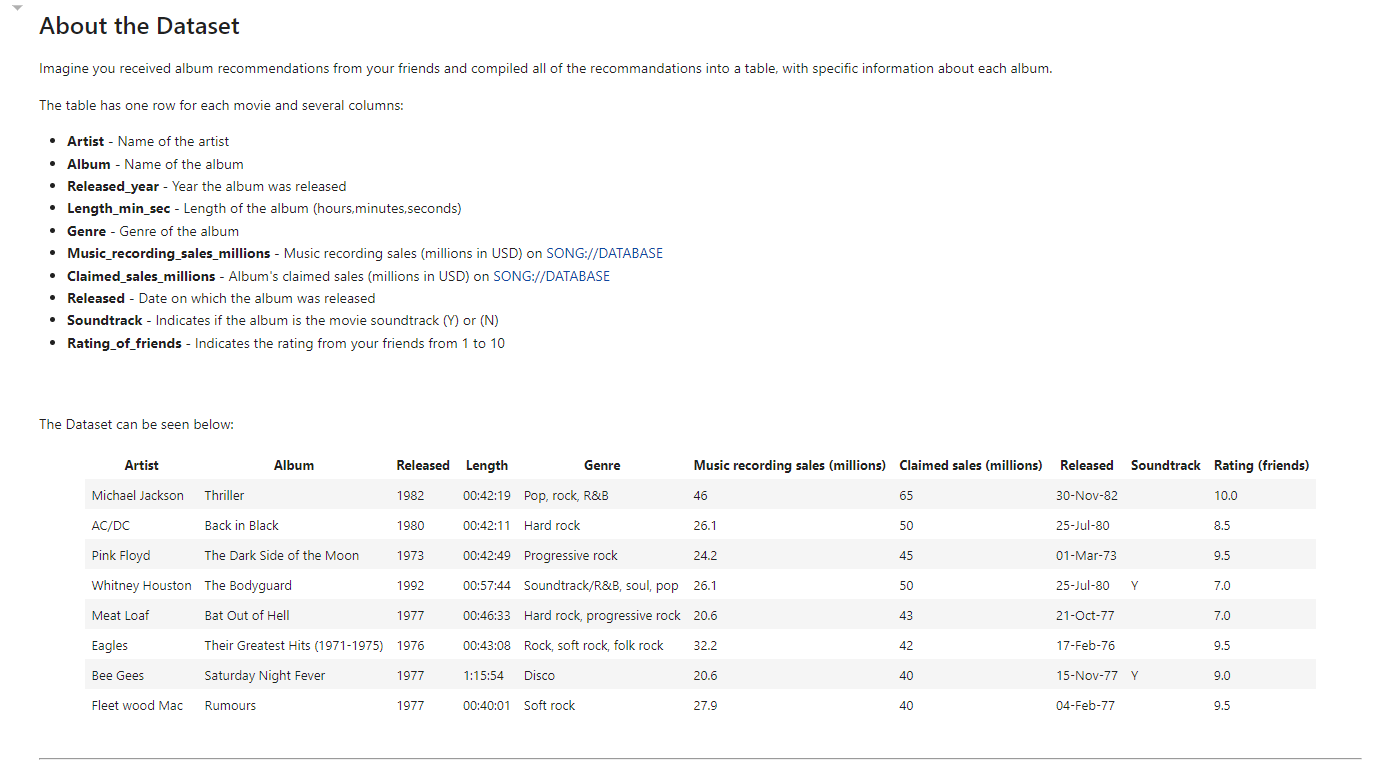 About the Dataset
Imagine you received album recommendations from your friends and compiled all of the recommandations into a table, with specific information about each album.
The table has one row for each movie and several columns:
• Artist - Name of the artist
• Album - Name of the album
• Released_year - Year the album was released
• Length_min_sec - Length of the album (hours,minutes,seconds)
• Genre - Genre of the album
• Music_recording_sales_millions - Music recording sales (millions in USD) on SONG://DATABASE
• Claimed_sales_millions - Album's claimed sales (millions in USD) on SONG://DATABASE
• Released - Date on which the album was released
• Soundtrack - Indicates if the album is the movie soundtrack (Y) or (N)
• Rating_of_friends - Indicates the rating from your friends from 1 to 10
The Dataset can be seen below:
Artist Album Released Length Genre Music recording sales (millions) Claimed sales (millions) Released Soundtrack Rating (friends)
Michael Jackson Thriller 1982 00:42:19 Pop, rock, R&B 46 65 30-Nov-82 10.0
AC/DC Back in Black 1980 00:42:11 Hard rock 26.1 50 25-Jul-80 8.5
Pink Floyd The Dark Side of the Moon 1973 00:42:49 Progressive rock 24.2 45 01-Mar-73 9.5
Whitney Houston The Bodyguard 1992 00:57:44 Soundtrack/R&B, soul, pop 26.1 50 25-Jul-80 Y 7.0
Meat Loaf Bat Out of Hell 1977 00:46:33 Hard rock, progressive rock 20.6 43 21-Oct-77 7.0
Eagles Their Greatest Hits (1971-1975) 1976 00:43:08 Rock, soft rock, folk rock 32.2 42 17-Feb-76 9.5
Bee Gees Saturday Night Fever 1977 1:15:54 Disco 20.6 40 15-Nov-77 Y 9.0
Fleet wood Mac Rumours 1977 00:40:01 Soft rock 27.9 40 04-Feb-77 9.5